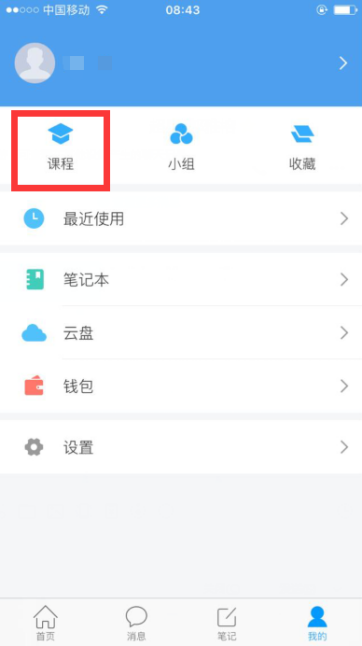 中国移动 08:43
课程 小组 收藏
最近使用
笔记本
云盘
钱包
设置
首页 消息 笔记 我的